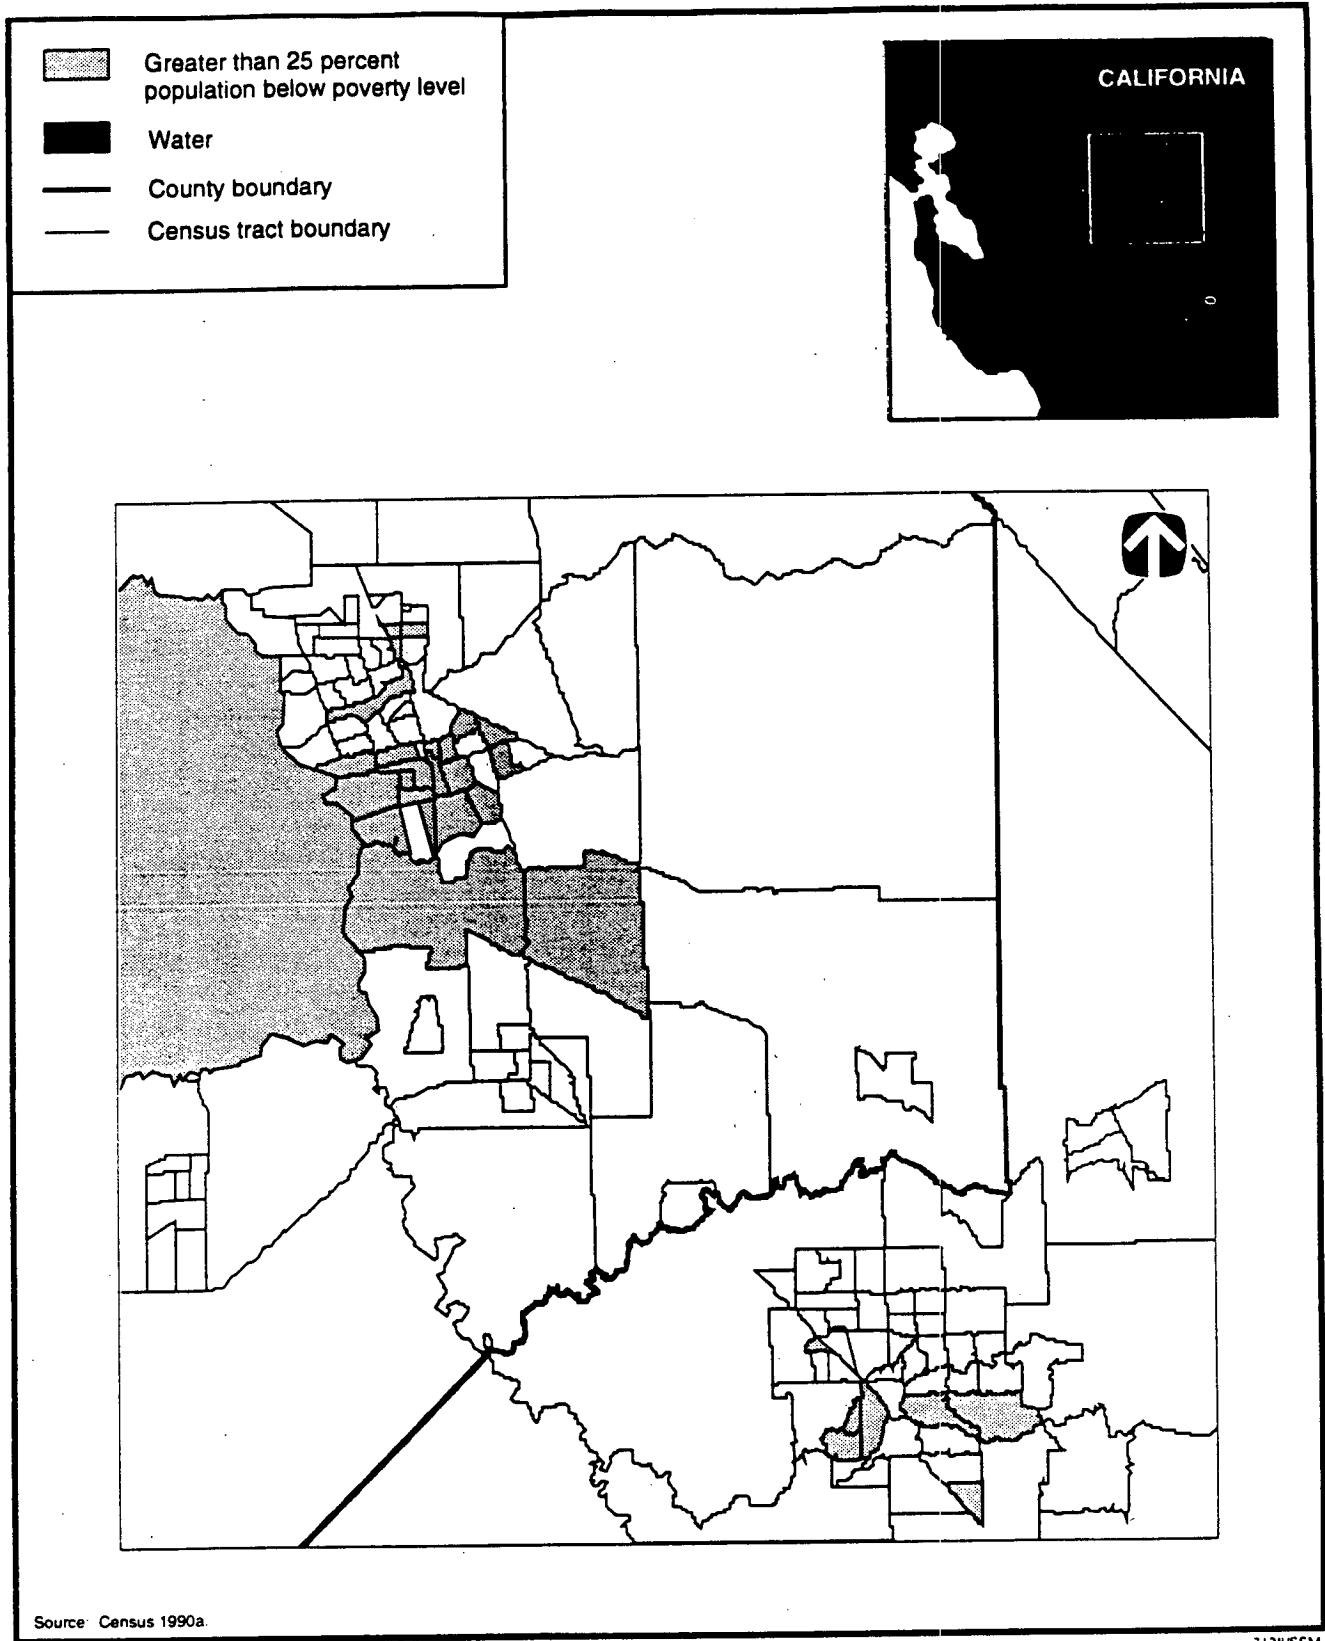 Greater than 25 percent
population below poverty level
Water
County boundary
Census tract boundary
CALIFORNIA
Source: Census 1990a.